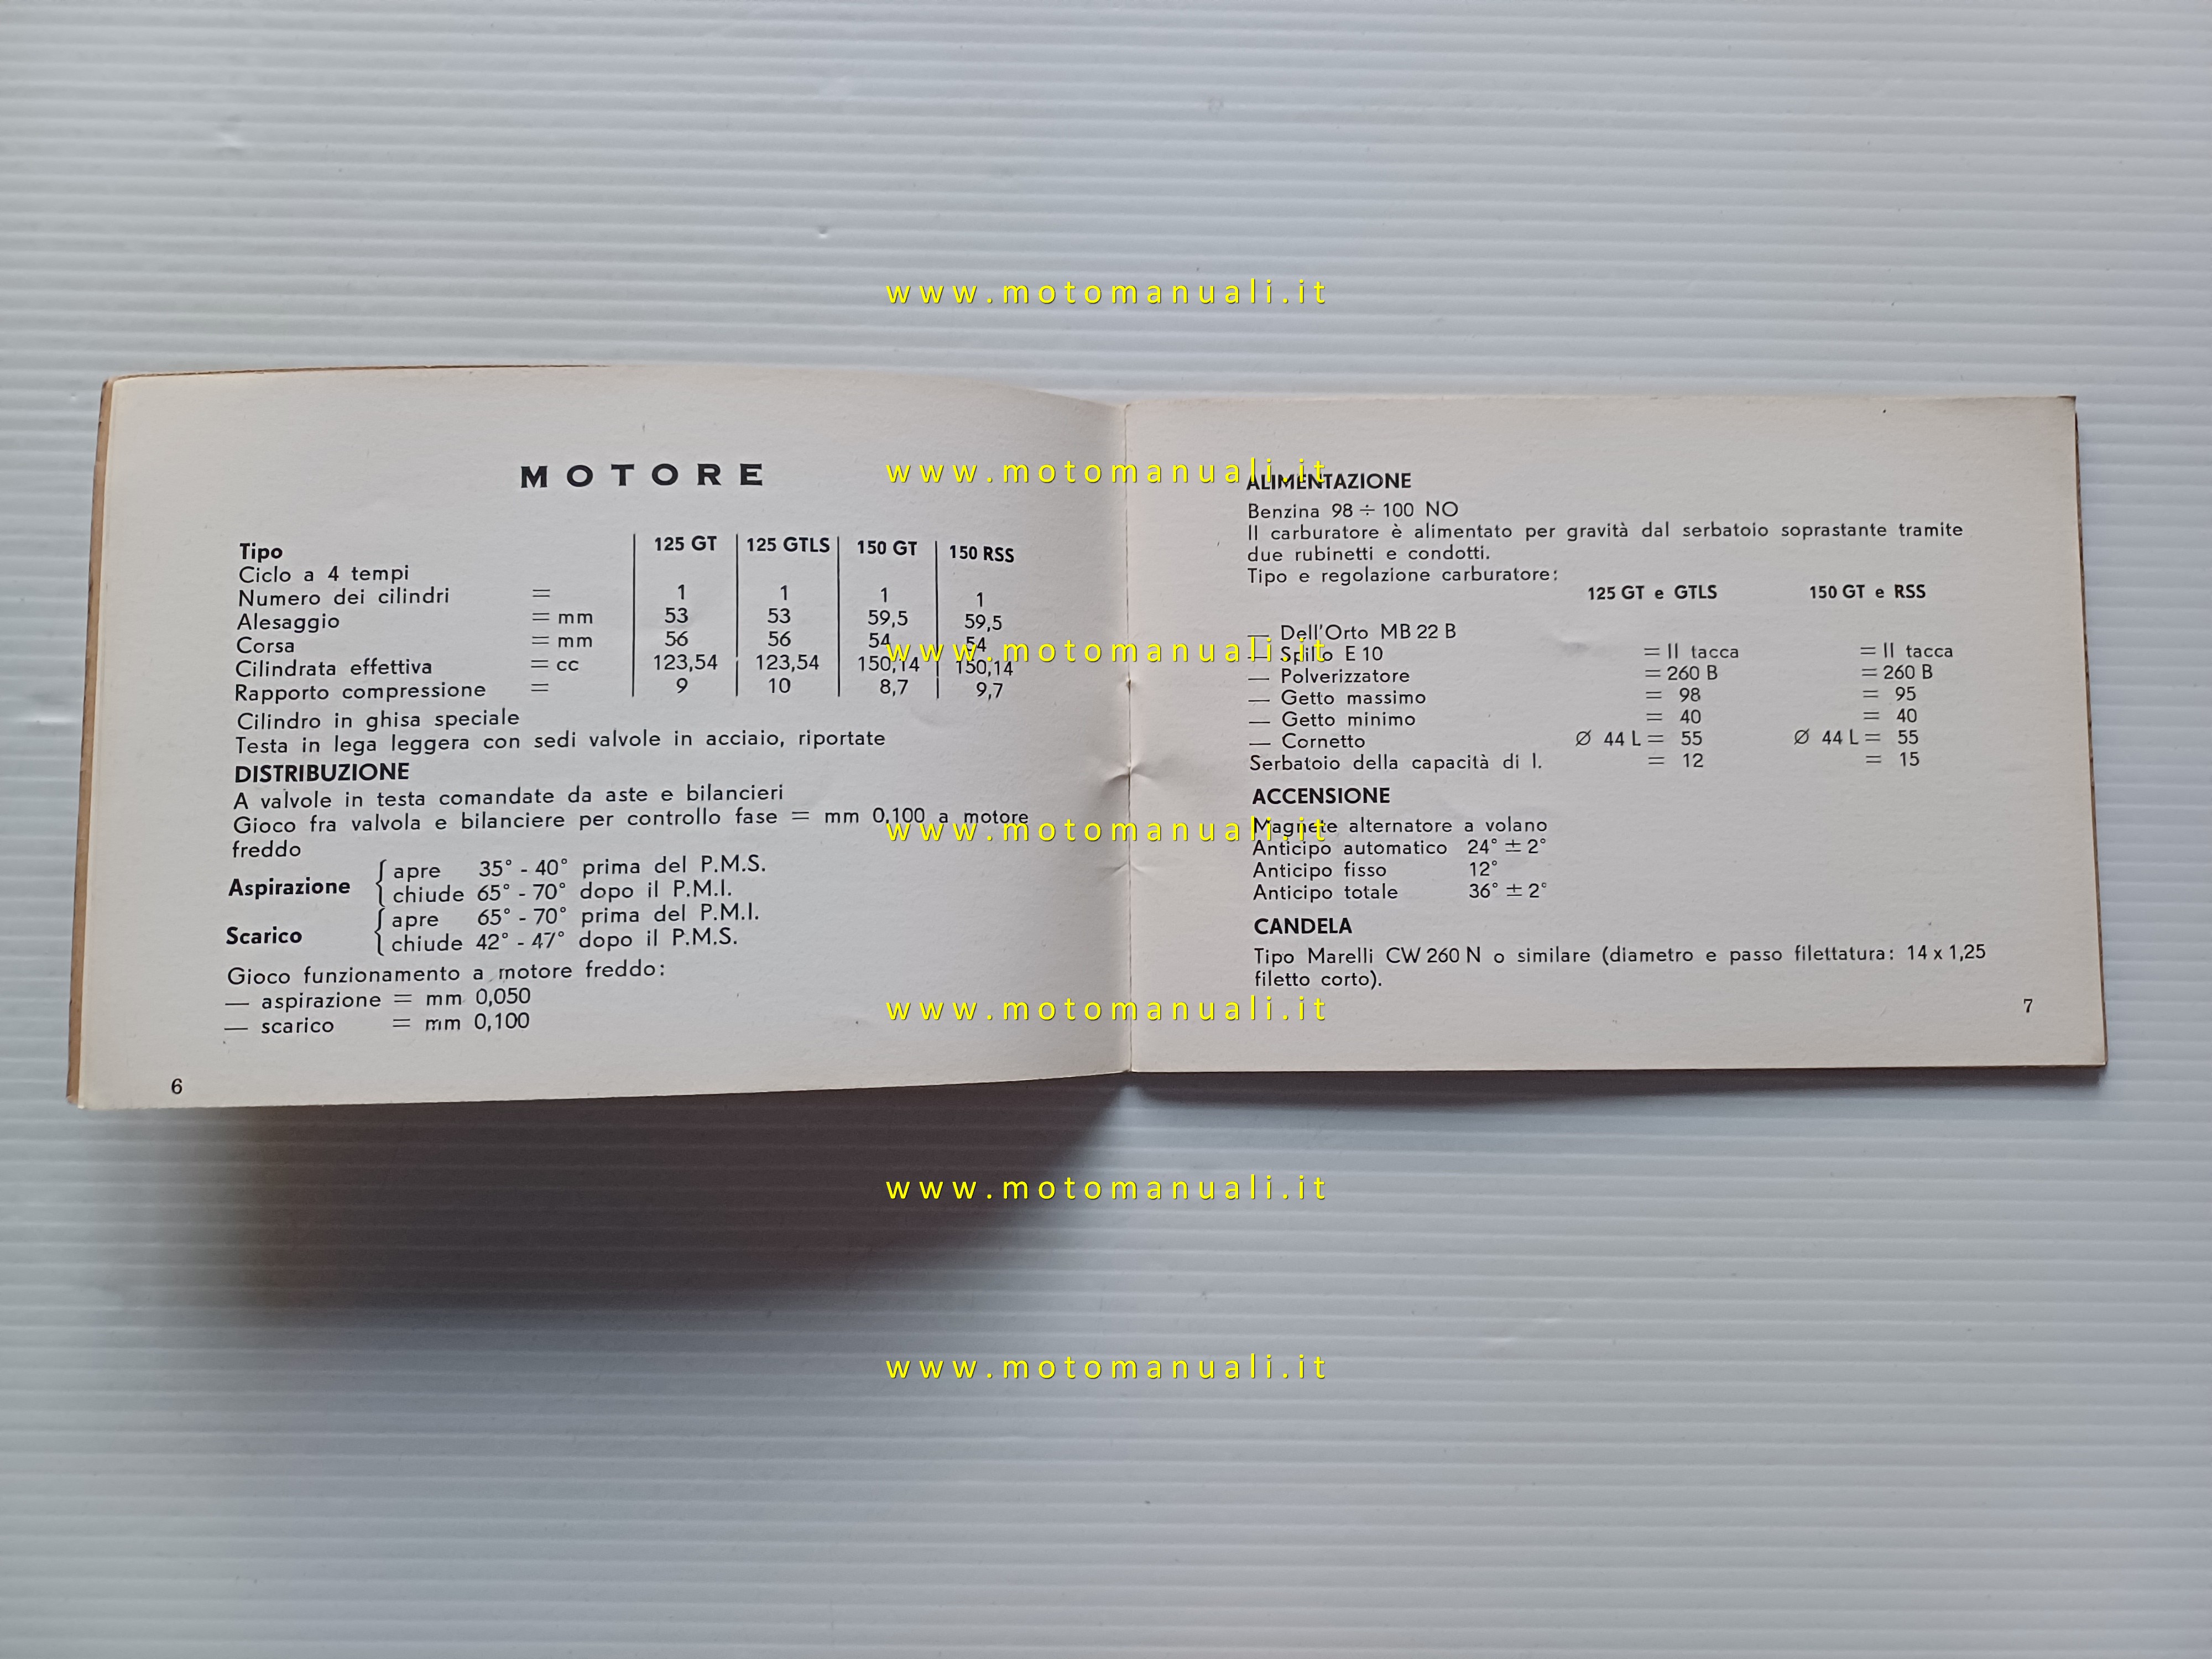 www.motomanuali.it
www.motomanuali.it
www.motomanuali.it
www.motomanuali.it
www.motomanuali.it
www.motomanuali.it
www.motomanuali.it
MOTORE
Tipo 125 GT 125 GTLS 150 GT 150 RSS
Ciclo a 4 tempi
Numero dei cilindri = 1 1 1 1
Alesaggio = mm 53 53 59,5 59,5
Corsa = mm 56 56 54 54
Cilindrata effettiva = cc 123,54 123,54 150,14 150,14
Rapporto compressione = 9 10 8,7 9,7
Cilindro in ghisa speciale
Testa in lega leggera con sedi valvole in acciaio, riportate
DISTRIBUZIONE
A valvole in testa comandate da aste e bilancieri
Gioco fra valvola e bilanciere per controllo fase = mm 0,100 a motore
freddo
Aspirazione { apre 35° - 40° prima del P.M.S.
chiude 65° - 70° dopo il P.M.I.
Scarico { apre 65° - 70° prima del P.M.I.
chiude 42° - 47° dopo il P.M.S.
Gioco funzionamento a motore freddo:
— aspirazione = mm 0,050
— scarico = mm 0,100
6
ALIMENTAZIONE
Benzina 98 ÷ 100 NO
Il carburatore è alimentato per gravità dal serbatoio soprastante tramite
due rubinetti e condotti.
Tipo e regolazione carburatore:
125 GT e GTLS 150 GT e RSS
— Dell'Orto MB 22 B
— Spillo E 10 = II tacca = II tacca
— Polverizzatore = 260 B = 260 B
— Getto massimo = 98 = 95
— Getto minimo = 40 = 40
— Cornetto Ø 44 L = 55 Ø 44 L = 55
Serbatoio della capacità di l. = 12 = 15
ACCENSIONE
Magnete alternatore a volano
Anticipo automatico 24° ± 2°
Anticipo fisso 12°
Anticipo totale 36° ± 2°
CANDELA
Tipo Marelli CW 260 N o similare (diametro e passo filettatura: 14 x 1,25
filetto corto).
7